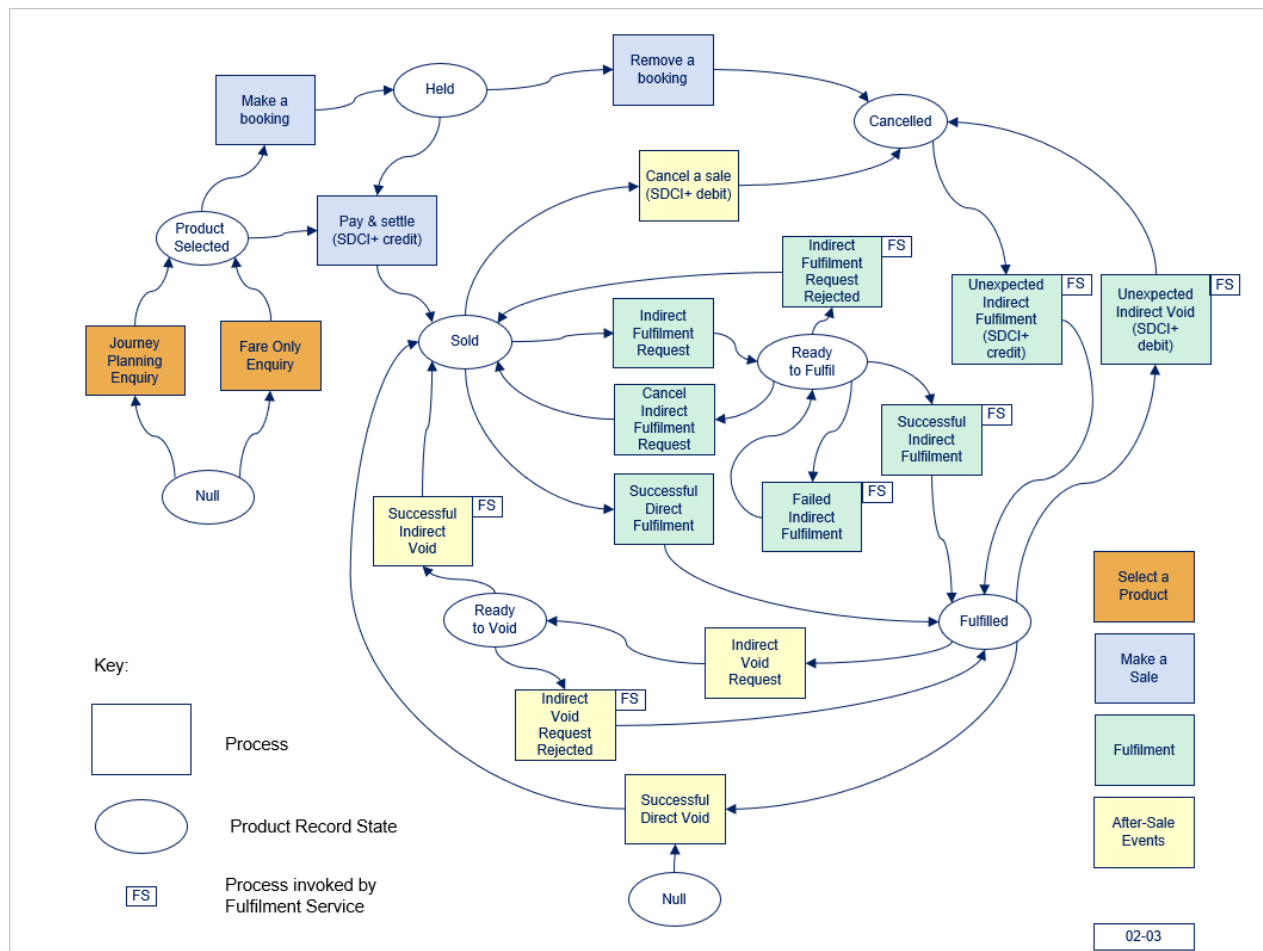 Remove a
booking
Held
Make a
booking
Cancelled
Cancel a sale
(SDCI+ debit)
Product
Selected
Pay & settle
(SDCI+ credit)
Indirect
Fulfilment
Request
Rejected
FS
Unexpected
Indirect
Fulfilment
(SDCI+
credit)
FS
Unexpected
Indirect Void
(SDCI+
debit)
FS
Journey
Planning
Enquiry
Fare Only
Enquiry
Sold
Indirect
Fulfilment
Request
Ready
to Fulfil
Cancel
Indirect
Fulfilment
Request
Successful
Indirect
Fulfilment
FS
Null
Successful
Indirect
Void
FS
Successful
Direct
Fulfilment
Failed
Indirect
Fulfilment
FS
Select a
Product
Ready
to Void
Fulfilled
Indirect
Void
Request
Make a
Sale
Key:
Indirect
Void
Request
Rejected
FS
Process
Fulfilment
Successful
Direct Void
Product Record State
After-Sale
Events
FS
Process invoked by
Fulfilment Service
Null
02-03